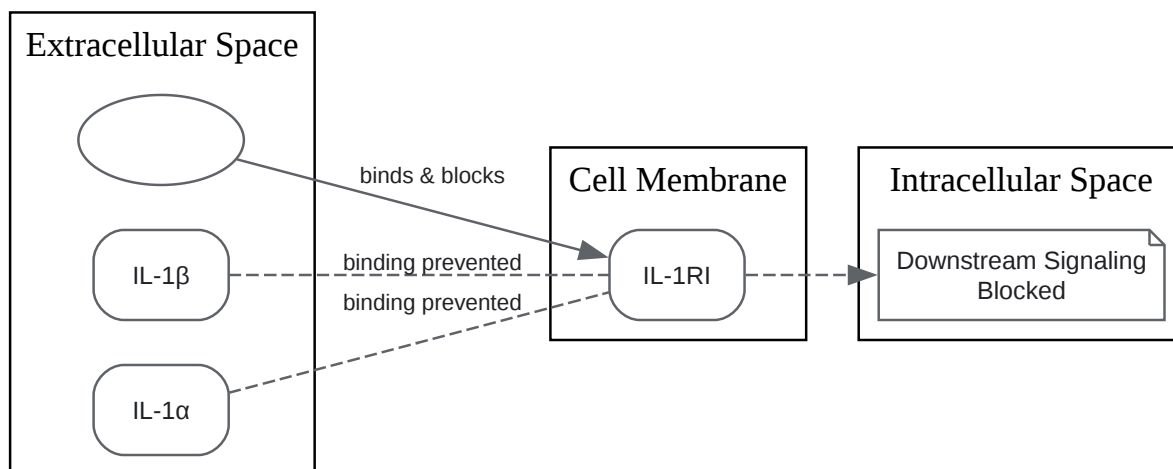 Extracellular Space
binds & blocks
Cell Membrane
Intracellular Space
IL-1β
binding prevented
IL-1RI
Downstream Signaling
Blocked
binding prevented
IL-1α